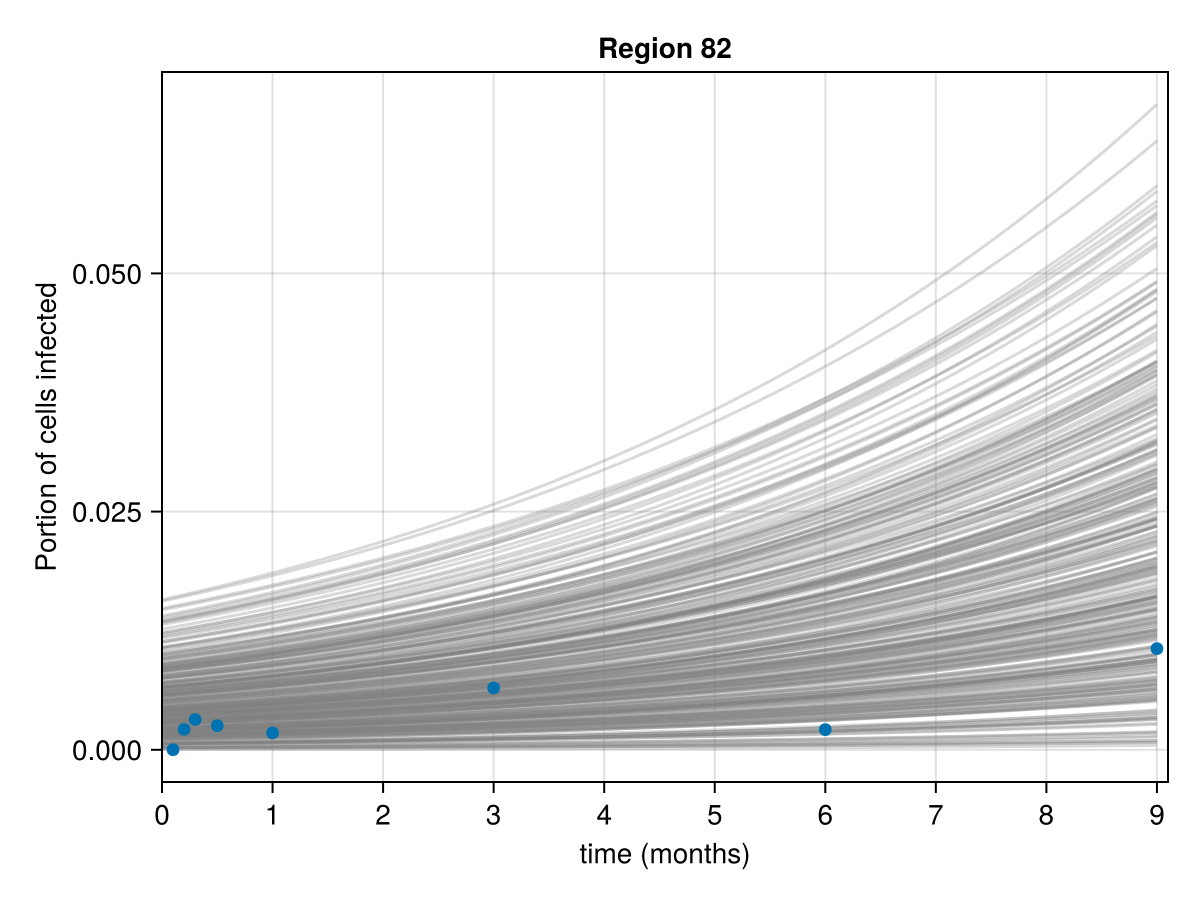 Region 82
Portion of cells infected
0.050
0.025
0.000
0 1 2 3 4 5 6 7 8 9
time (months)